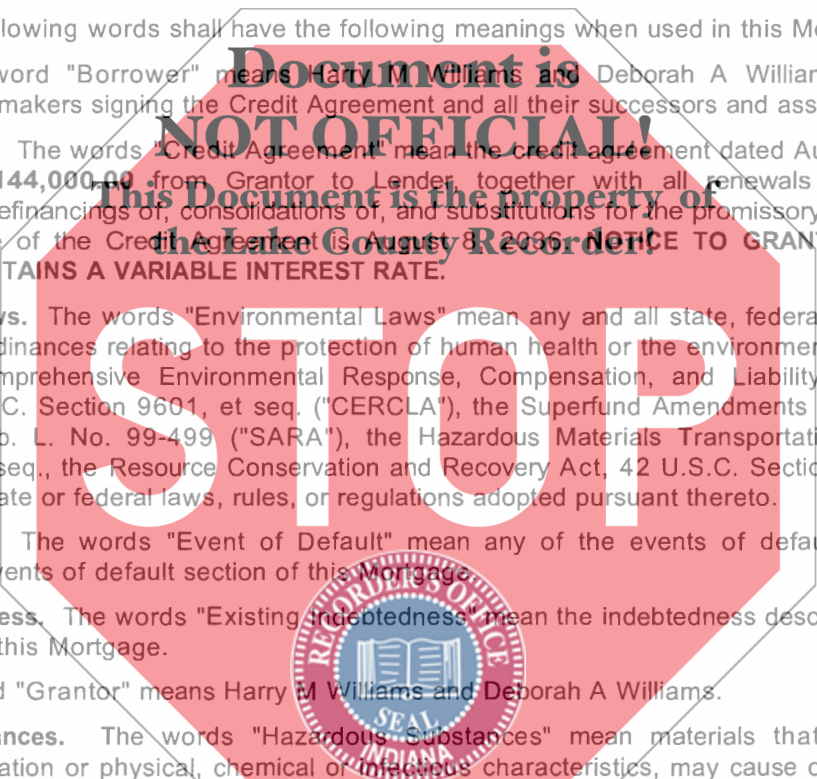 lowing words shall have the following meanings when used in this Mo
Document is
word "Borrower" means Harry M Williams and Deborah A William
makers signing the Credit Agreement and all their successors and ass
NOT OFFICIAL!
The words "Credit Agreement" mean the credit agreement dated Au
144,000.00 from Grantor to Lender, together with all renewals
This Document is the property of
efinancings of, consolidations of, and substitutions for the promissory
e of the Credit Agreement is August 8, 2036. NOTICE TO GRANT
the Lake County Recorder!
TAINS A VARIABLE INTEREST RATE.
ws. The words "Environmental Laws" mean any and all state, federa
dinances relating to the protection of human health or the environmen
mprehensive Environmental Response, Compensation, and Liability
STOP
C. Section 9601, et seq. ("CERCLA"), the Superfund Amendments
b. L. No. 99-499 ("SARA"), the Hazardous Materials Transportati
seq., the Resource Conservation and Recovery Act, 42 U.S.C. Sectio
ate or federal laws, rules, or regulations adopted pursuant thereto.
The words "Event of Default" mean any of the events of defau
vents of default section of this Mortgage.
ess. The words "Existing Indebtedness" mean the indebtedness desc
this Mortgage.
RECORDER'S OFFICE
d "Grantor" means Harry M Williams and Deborah A Williams.
SEAL
INDIANA
nces. The words "Hazardous Substances" mean materials that
ation or physical, chemical or infectious characteristics, may cause o